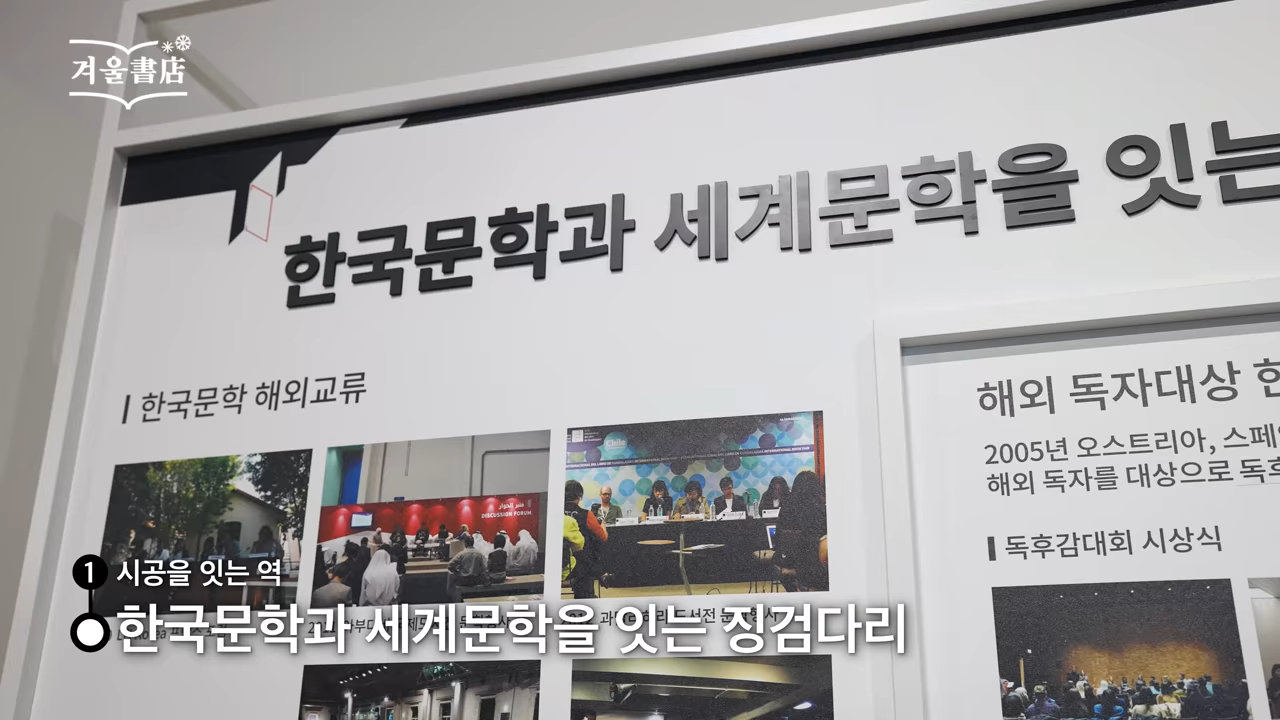 겨울書店
한국문학과 세계문학을 잇는
한국문학 해외교류
해외 독자대상
2005년 오스트리아, 스페
해외 독자를 대상으로 독후
독후감대회 시상식
Chile
منبر الحوار
DISCUSSION FORUM
1 시공을 잇는 역
한국문학과 세계문학을 잇는 징검다리